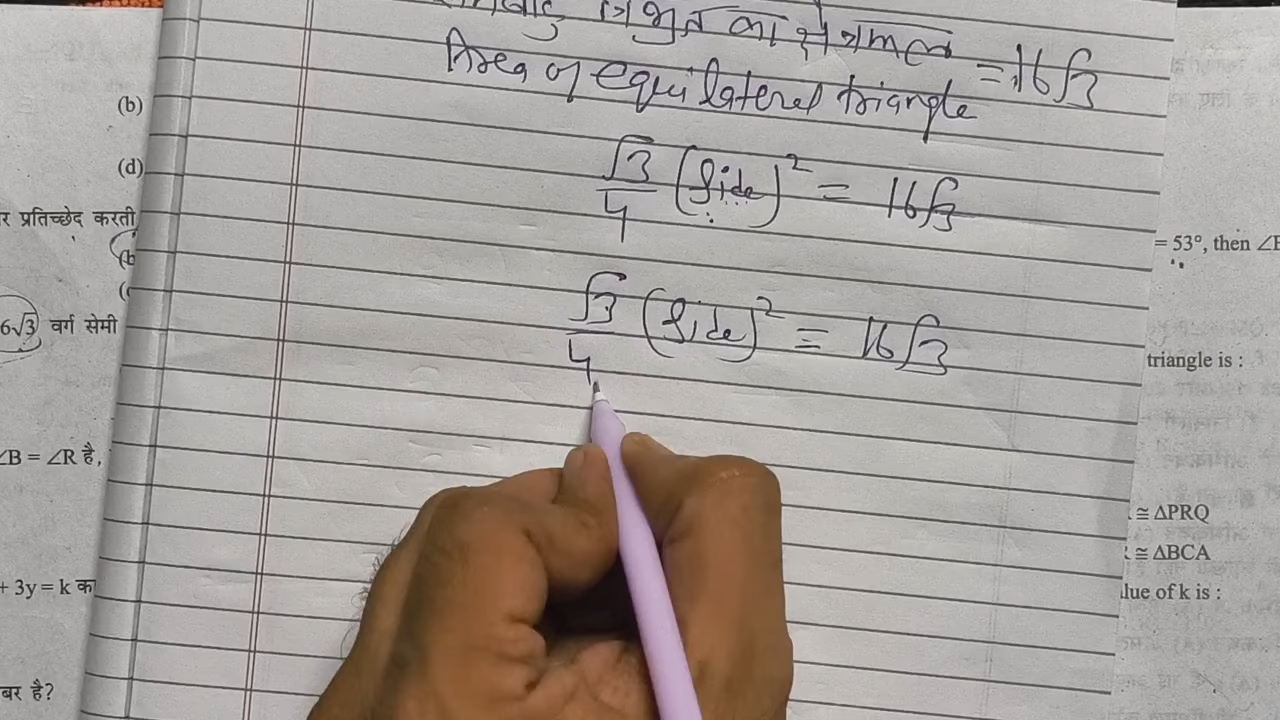 त्रिभुज का क्षेत्रफल
Area of equilateral triangle = 16√3
√3/4 (Side)² = 16√3
√3/4 (Side)² = 16√3
(b)
(d)
र प्रतिच्छेद करती
(b
(
6√3 वर्ग सेमी
∠B = ∠R है,
+ 3y = k का
बर है?
= 53°, then ∠
triangle is :
≅ ΔPRQ
≅ ΔBCA
lue of k is :